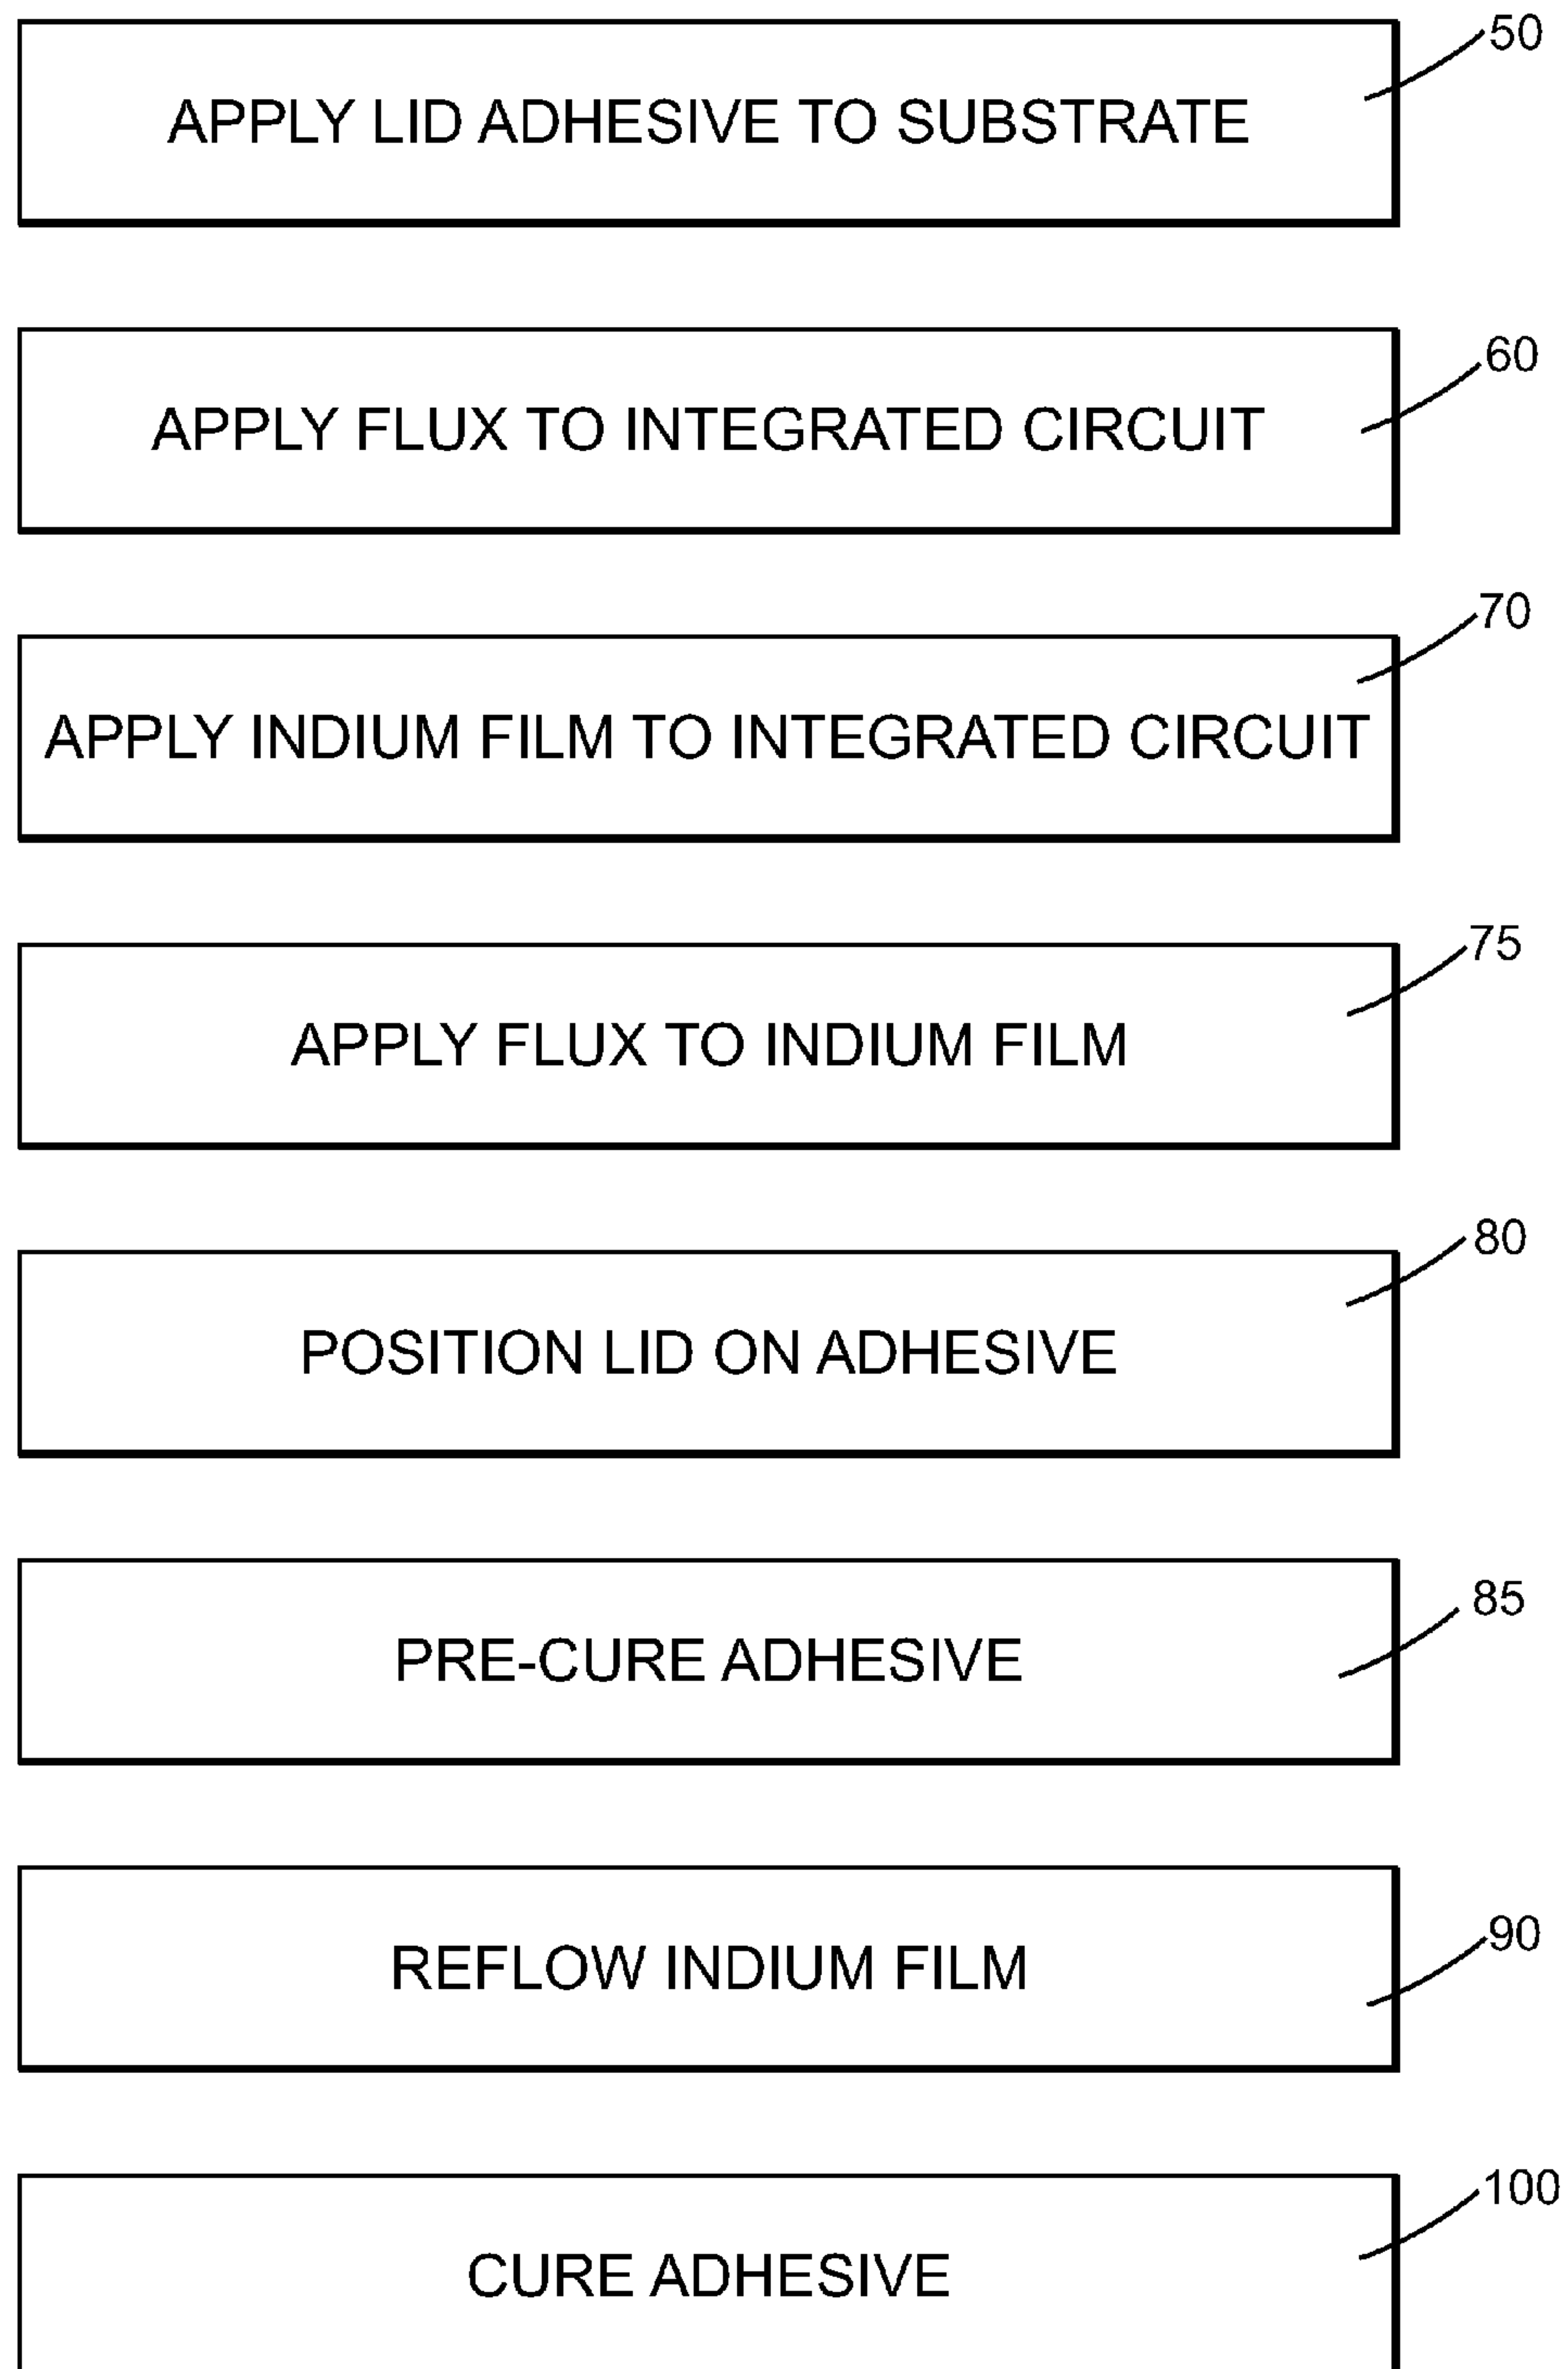 50
APPLY LID ADHESIVE TO SUBSTRATE
60
APPLY FLUX TO INTEGRATED CIRCUIT
70
APPLY INDIUM FILM TO INTEGRATED CIRCUIT
75
APPLY FLUX TO INDIUM FILM
80
POSITION LID ON ADHESIVE
85
PRE-CURE ADHESIVE
90
REFLOW INDIUM FILM
100
CURE ADHESIVE